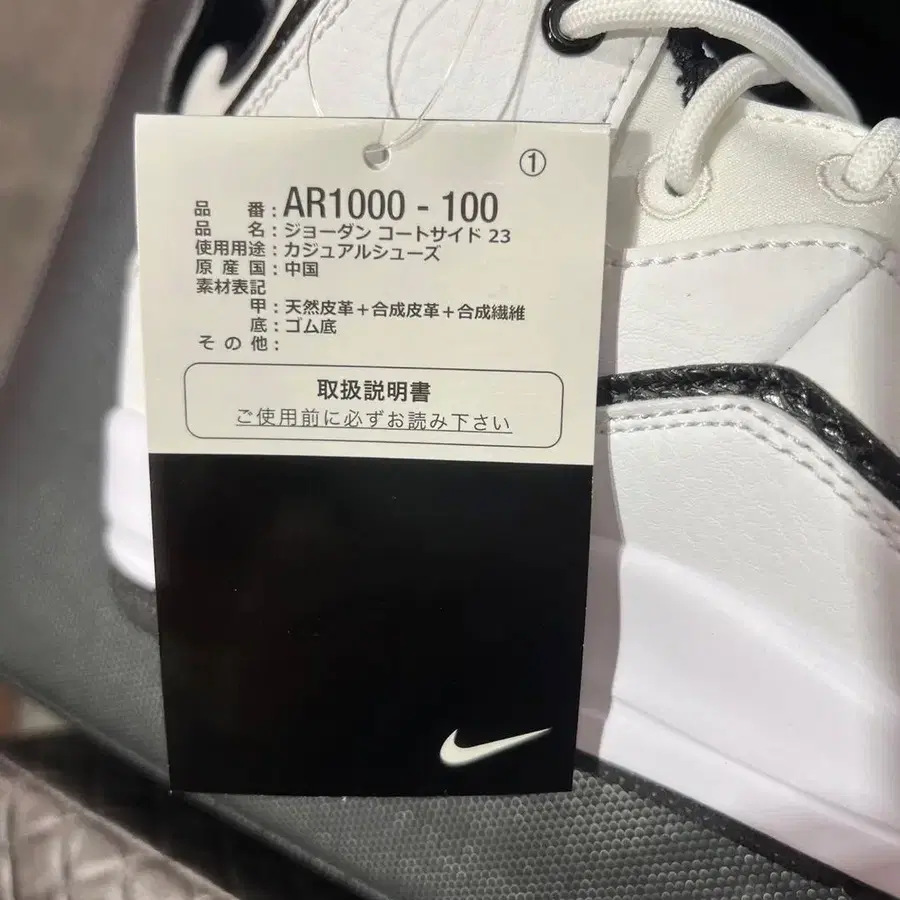 ①
品 番：AR1000 - 100
品 名：ジョーダン コートサイド 23
使用用途：カジュアルシューズ
原 産 国：中国
素材表記
甲：天然皮革＋合成皮革＋合成繊維
底：ゴム底
そ の 他：
取扱説明書
ご使用前に必ずお読み下さい